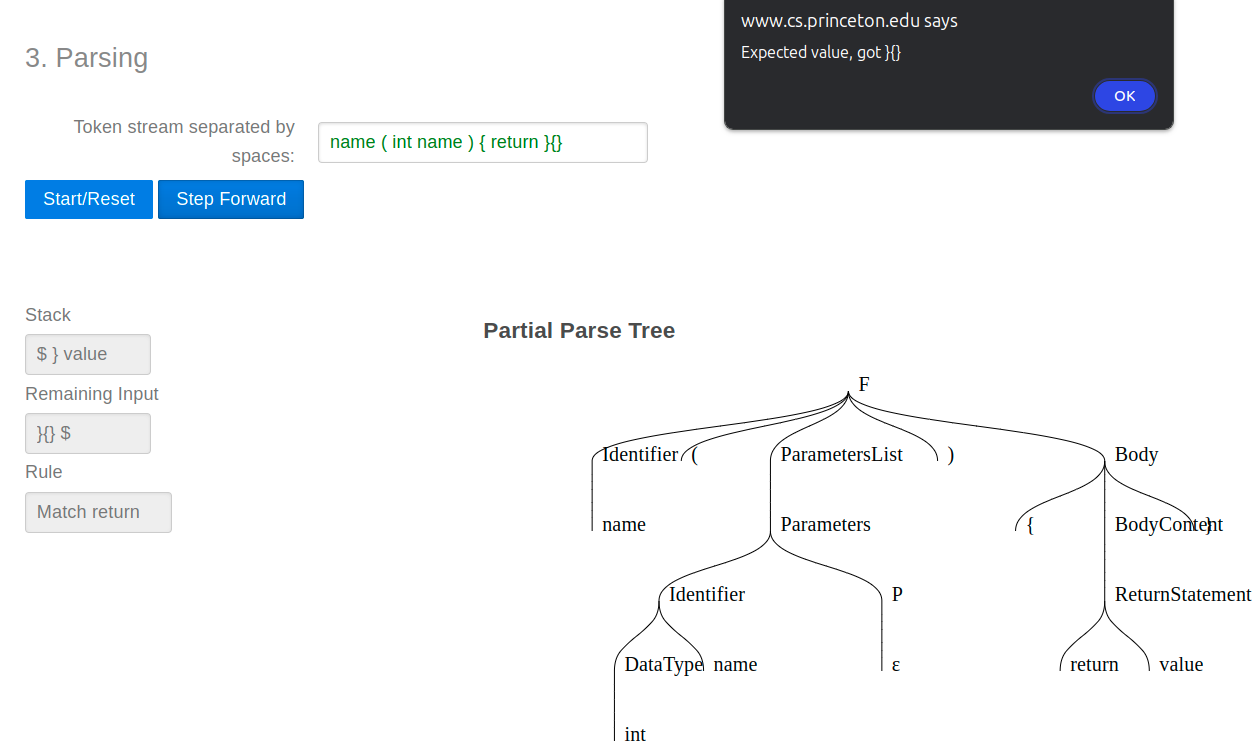 www.cs.princeton.edu says
Expected value, got }{}
OK
3. Parsing
Token stream separated by
spaces:
name ( int name ) { return }{}
Start/Reset
Step Forward
Stack
$ } value
Remaining Input
}{} $
Rule
Match return
Partial Parse Tree
F
Identifier ( ParametersList ) Body
name Parameters { BodyContent }
Identifier P ReturnStatement
DataType name ε return value
int